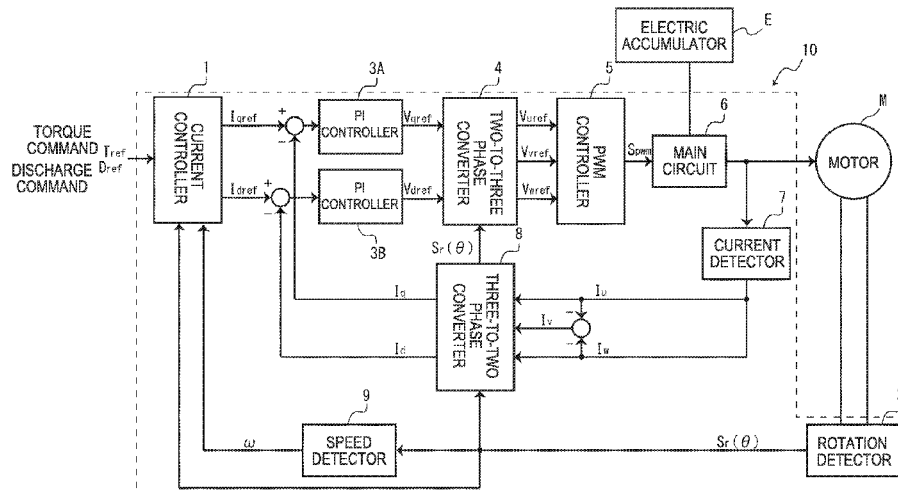 ELECTRIC
ACCUMULATOR
E
10
1
3A
4
5
6
M
TORQUE
COMMAND Tref
DISCHARGE Dref
COMMAND
CURRENT
CONTROLLER
Iqref
+
−
PI
CONTROLLER
Vqref
TWO-TO-THREE
PHASE
CONVERTER
Vuref
Vvref
Vwref
PWM
CONTROLLER
Spwm
MAIN
CIRCUIT
MOTOR
Idref
+
−
PI
CONTROLLER
Vdref
3B
Sr(θ)
8
7
CURRENT
DETECTOR
Iq
Id
THREE-TO-TWO
PHASE
CONVERTER
Iu
−
Iv
−
Iw
9
ω
SPEED
DETECTOR
Sr(θ)
ROTATION
DETECTOR